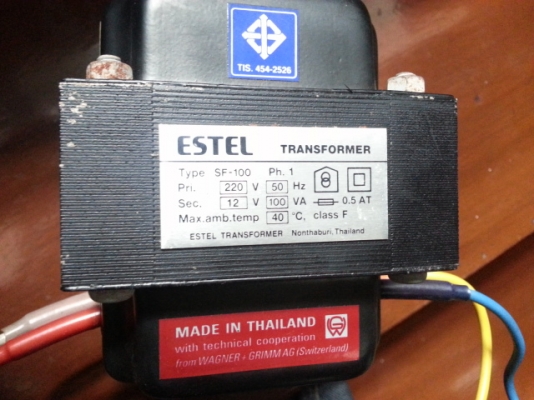 TIS. 454-2526
ESTEL TRANSFORMER
Type SF-100 Ph. 1
Pri. 220 V 50 Hz
Sec. 12 V 100 VA 0.5 AT
Max.amb.temp 40 °C, class F
ESTEL TRANSFORMER Nonthaburi, Thailand
MADE IN THAILAND
with technical cooperation
from WAGNER + GRIMM AG (Switrerland)